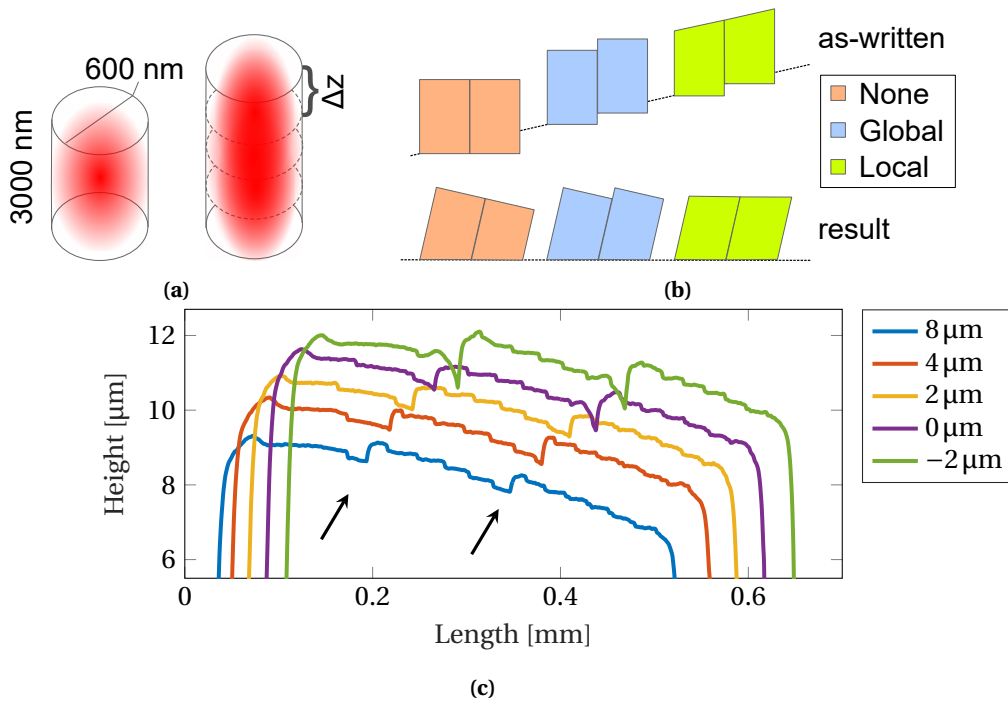 600 nm
3000 nm
Δz
(a)
as-written
None
Global
Local
result
(b)
12
10
8
6
Height [μm]
0
0.2
0.4
0.6
Length [mm]
8 μm
4 μm
2 μm
0 μm
−2 μm
(c)